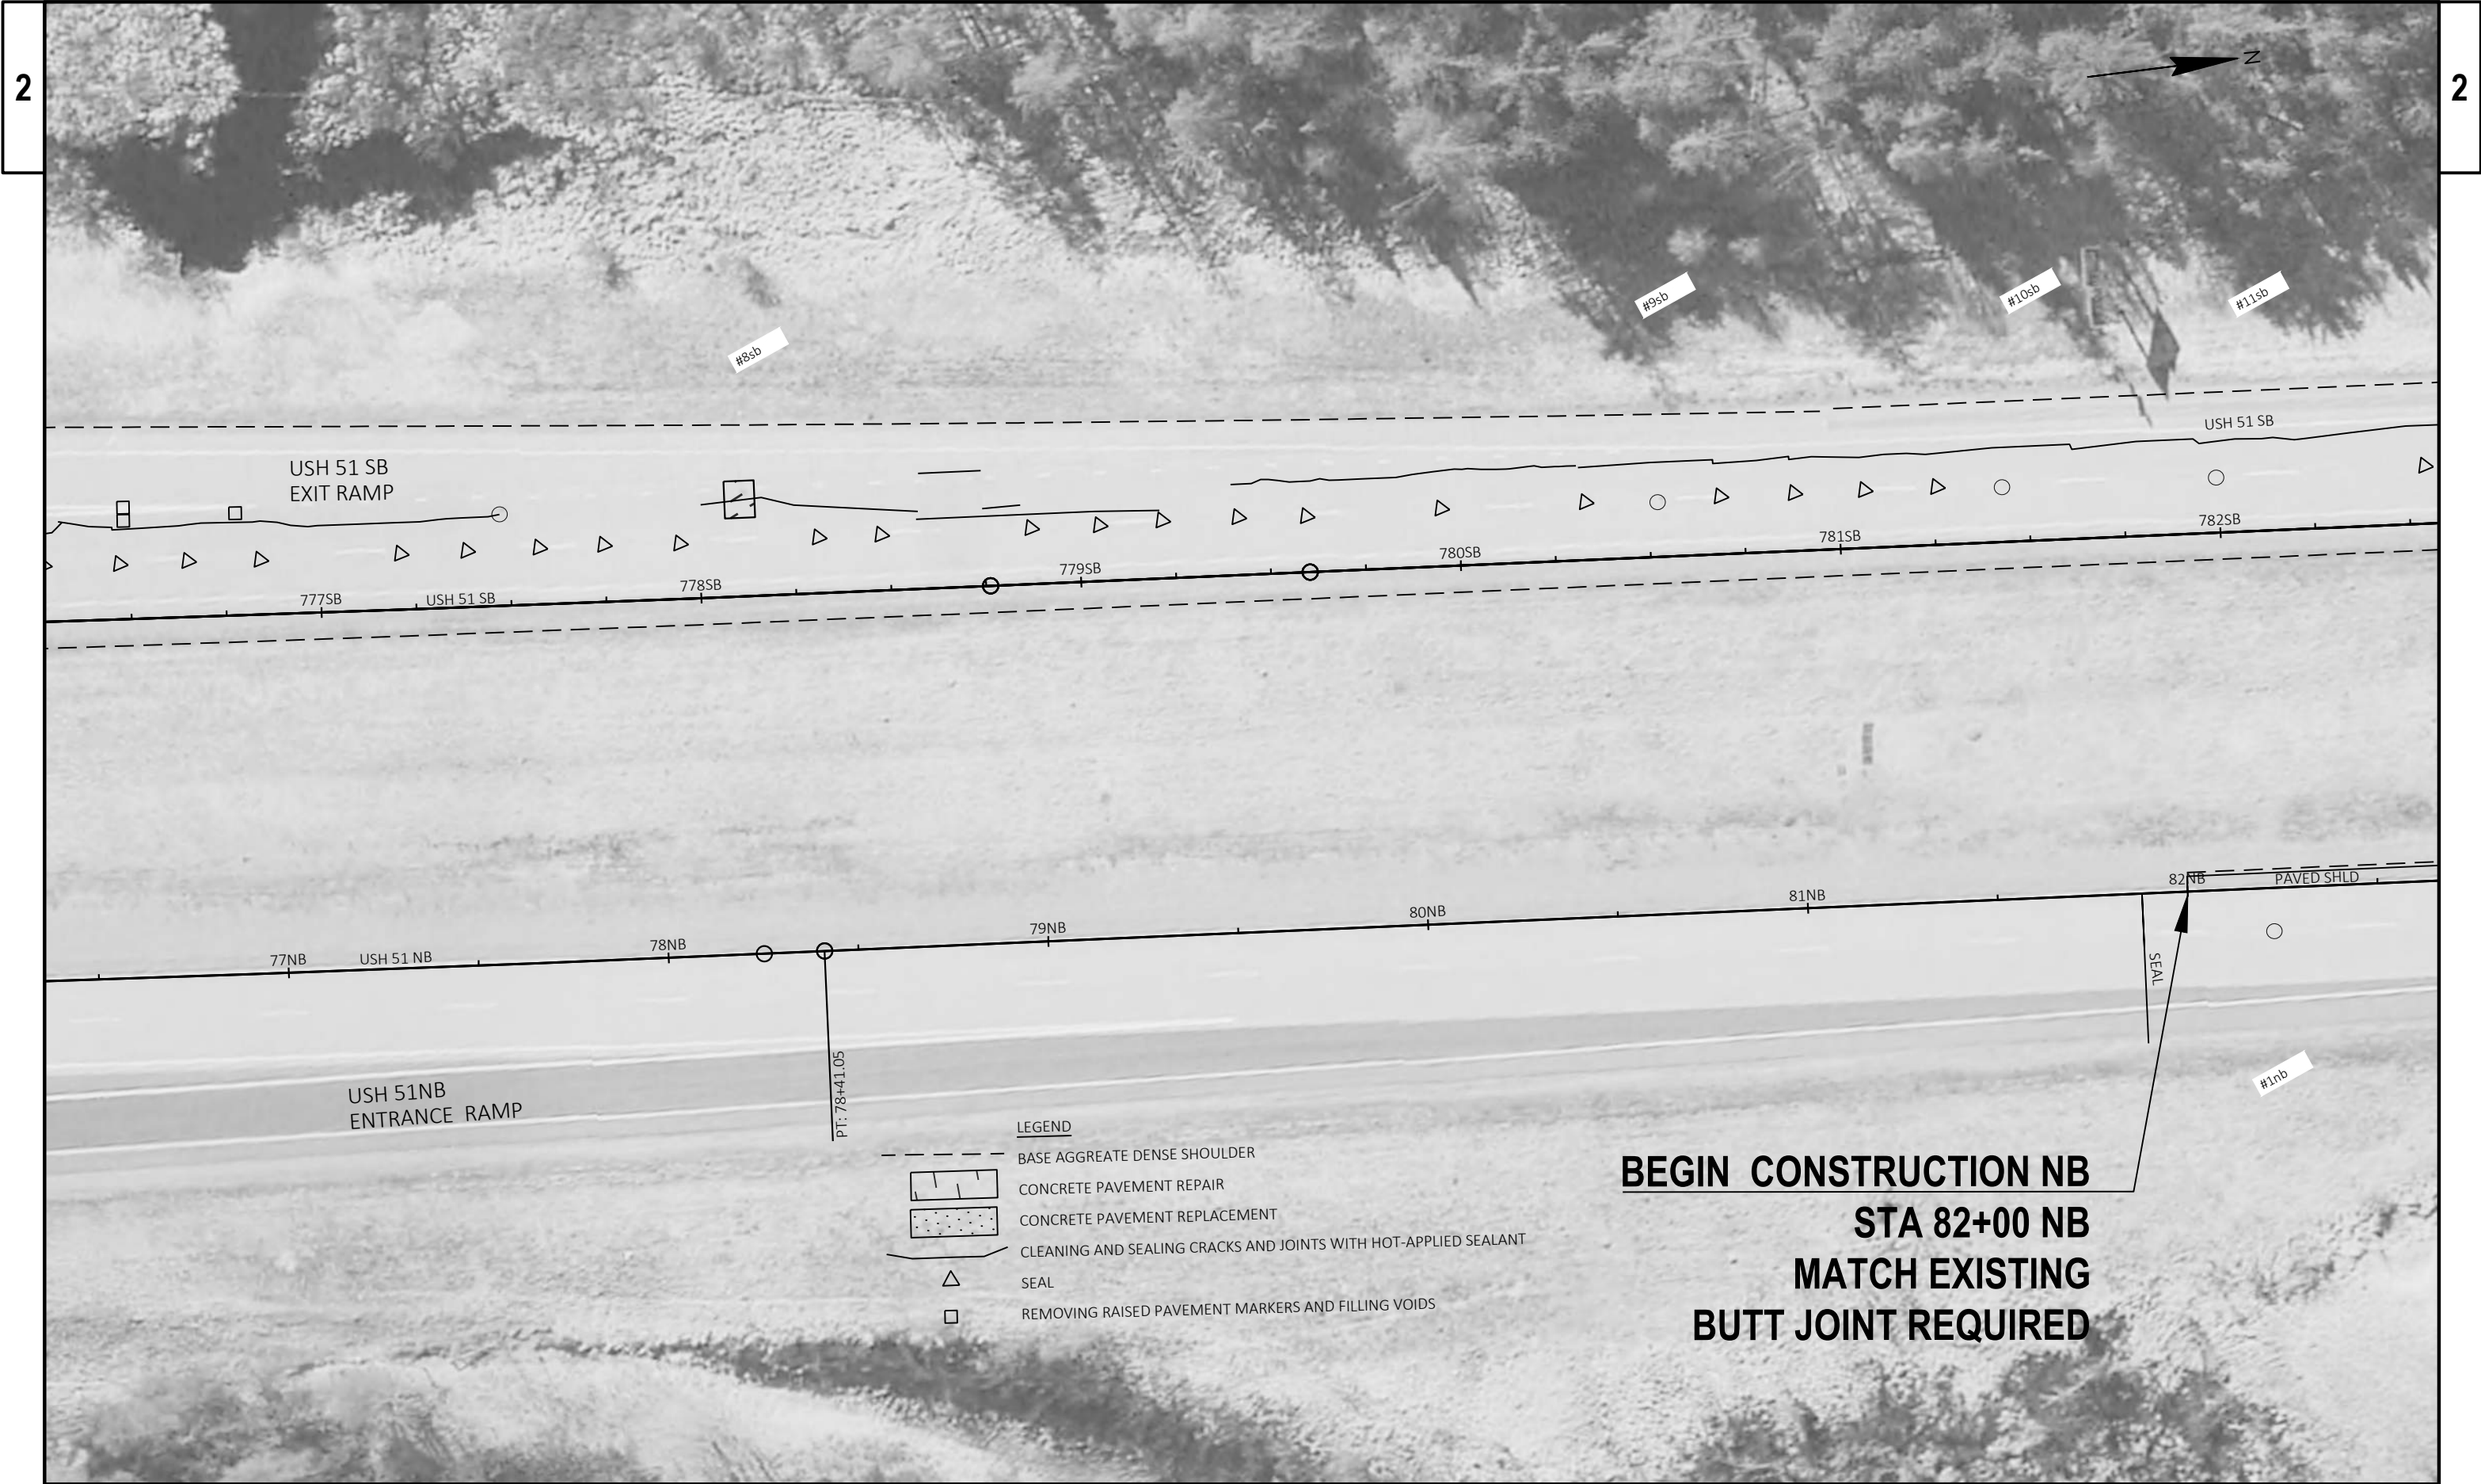 2
2
N
#8sb
#9sb
#10sb
#11sb
USH 51 SB
USH 51 SB
EXIT RAMP
777SB
USH 51 SB
778SB
779SB
780SB
781SB
782SB
77NB
USH 51 NB
78NB
79NB
80NB
81NB
82NB
PAVED SHLD
SEAL
PT: 78+41.05
#1nb
USH 51NB
ENTRANCE RAMP
LEGEND
BASE AGGREATE DENSE SHOULDER
CONCRETE PAVEMENT REPAIR
CONCRETE PAVEMENT REPLACEMENT
CLEANING AND SEALING CRACKS AND JOINTS WITH HOT-APPLIED SEALANT
SEAL
REMOVING RAISED PAVEMENT MARKERS AND FILLING VOIDS
BEGIN CONSTRUCTION NB
STA 82+00 NB
MATCH EXISTING
BUTT JOINT REQUIRED